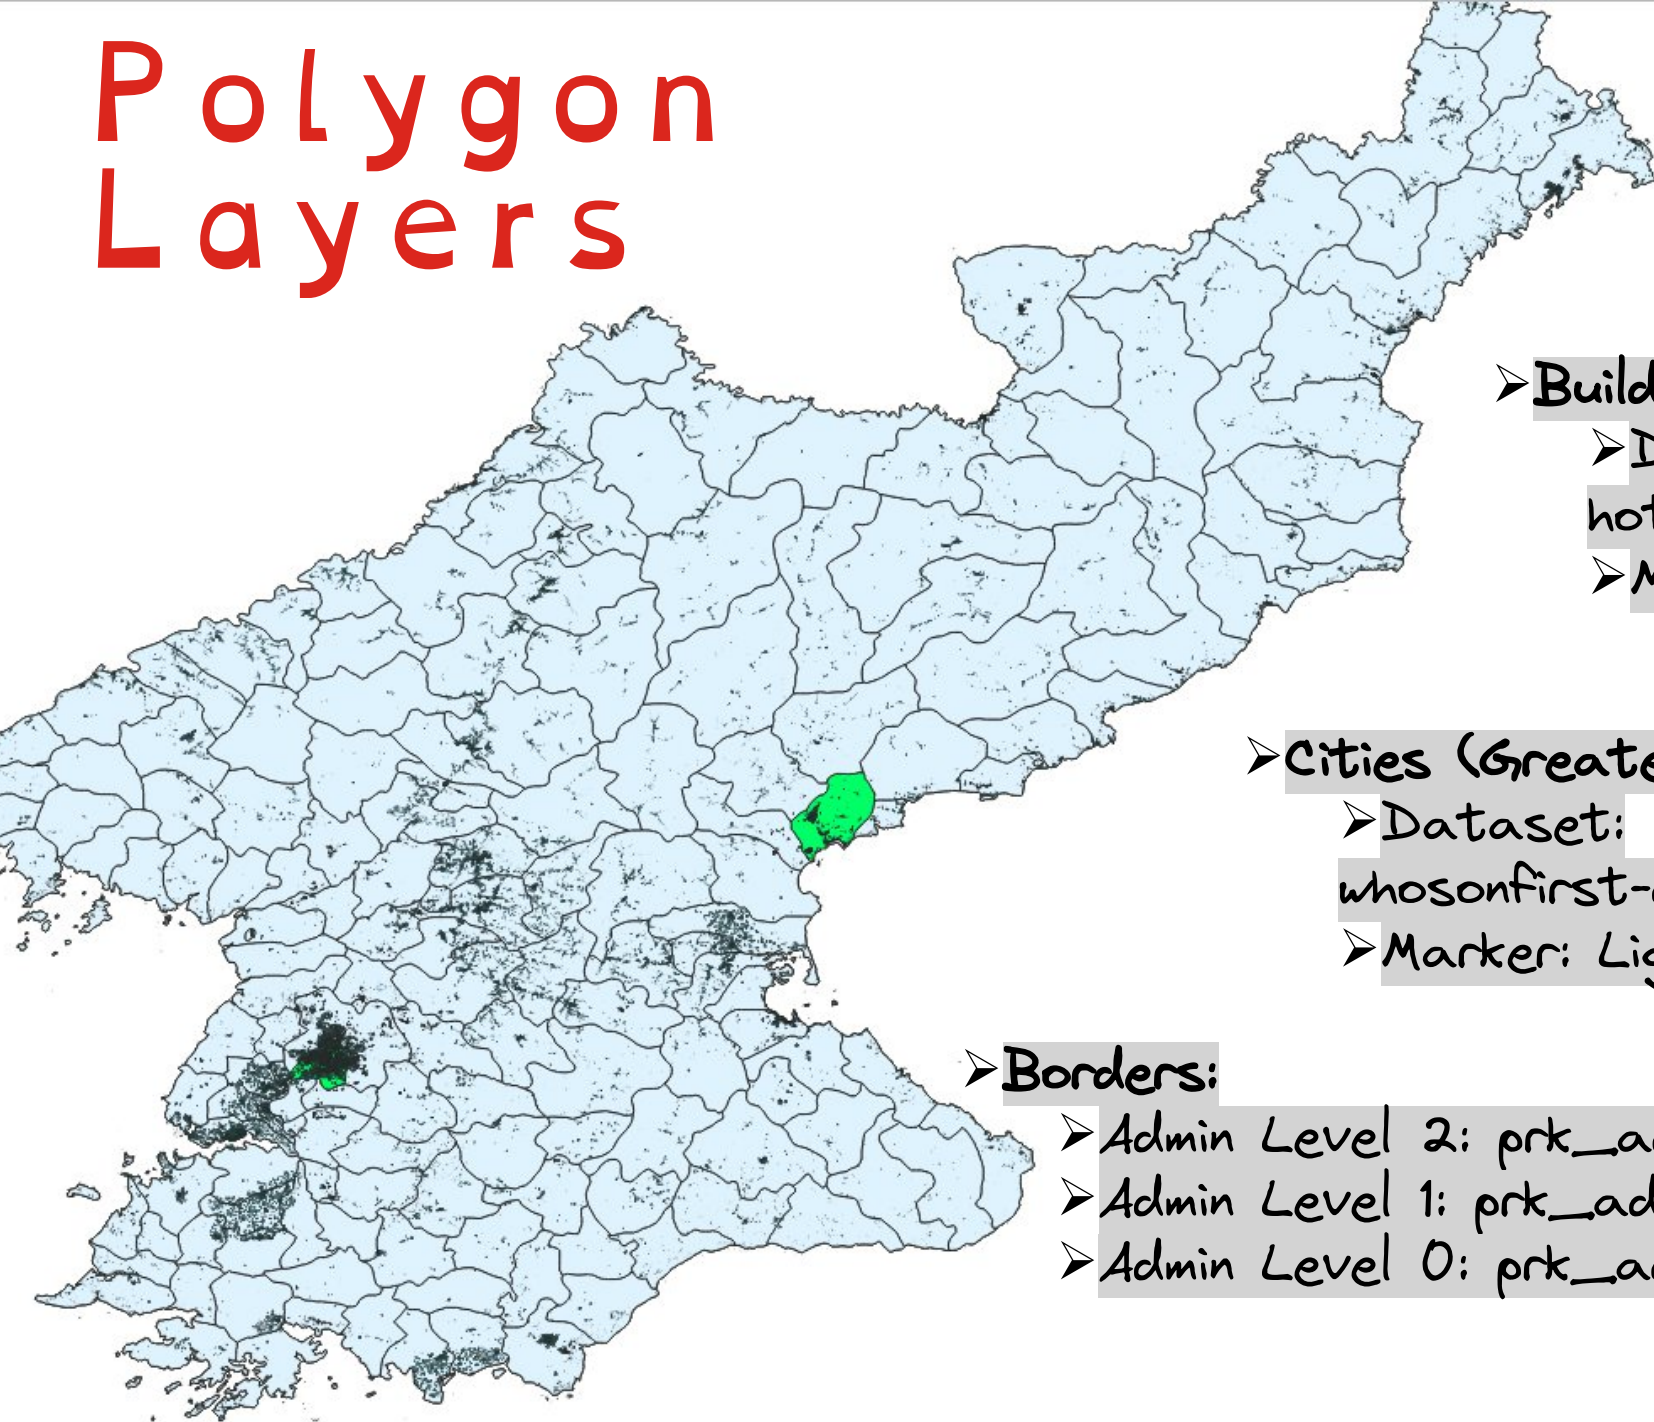 Polygon
Layers
➢Build
➢D
hot
➢M
➢Cities (Greate
➢Dataset:
whosonfirst-
➢Marker: Lig
➢Borders:
➢Admin Level 2: prk_a
➢Admin Level 1: prk_ad
➢Admin Level 0: prk_a